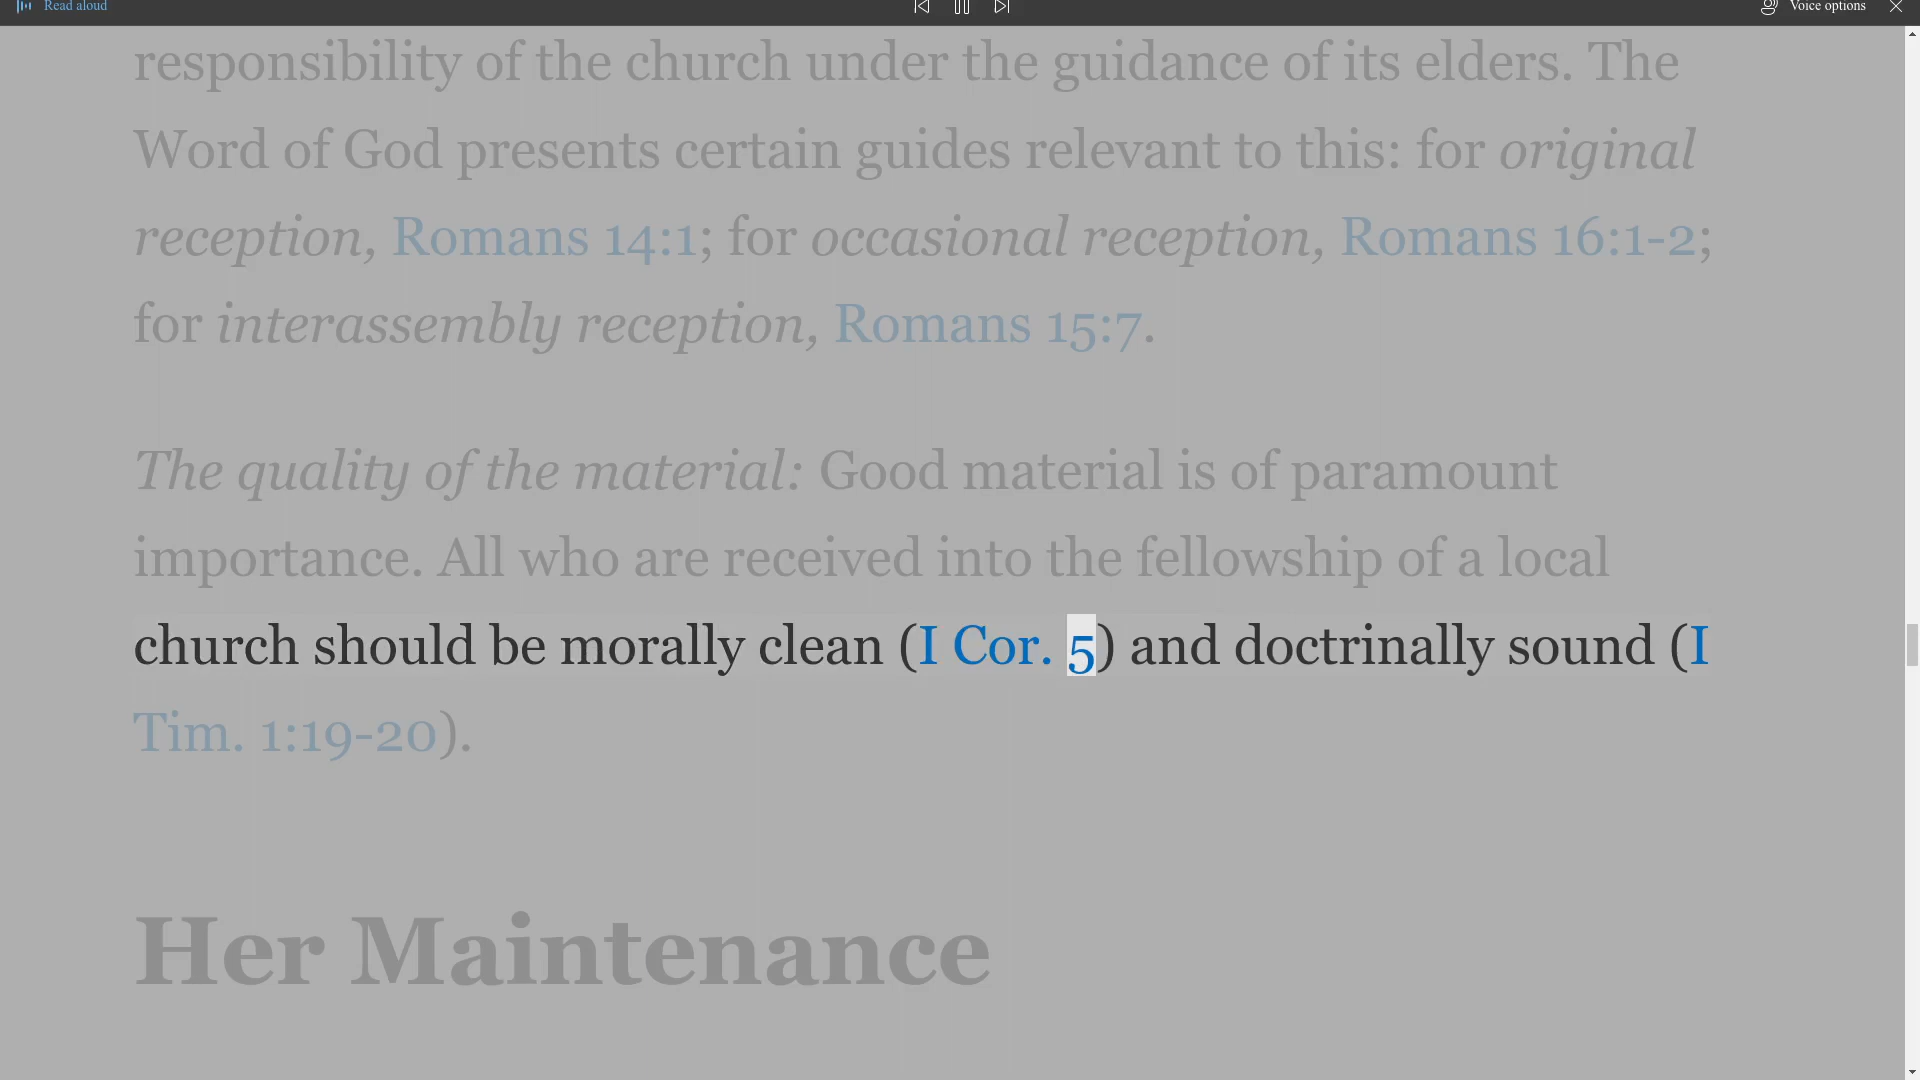 Read aloud
Voice options
responsibility of the church under the guidance of its elders. The
Word of God presents certain guides relevant to this: for original
reception, Romans 14:1; for occasional reception, Romans 16:1-2;
for interassembly reception, Romans 15:7.
The quality of the material: Good material is of paramount
importance. All who are received into the fellowship of a local
church should be morally clean (I Cor. 5) and doctrinally sound (I
Tim. 1:19-20).
Her Maintenance